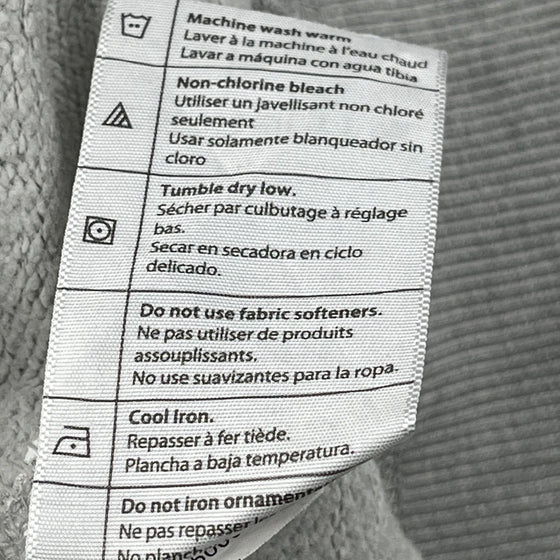 Machine wash warm
Laver à la machine à l'eau chaud
Lavar a máquina con agua tibia
Non-chlorine bleach
Utiliser un javellisant non chloré
seulement
Usar solamente blanqueador sin
cloro
Tumble dry low.
Sécher par culbutage à réglage
bas.
Secar en secadora en ciclo
delicado.
Do not use fabric softeners.
Ne pas utiliser de produits
assouplissants.
No use suavizantes para la ropa.
Cool Iron.
Repasser à fer tiède.
Plancha a baja temperatura.
Do not iron
Ne pas repasser
No